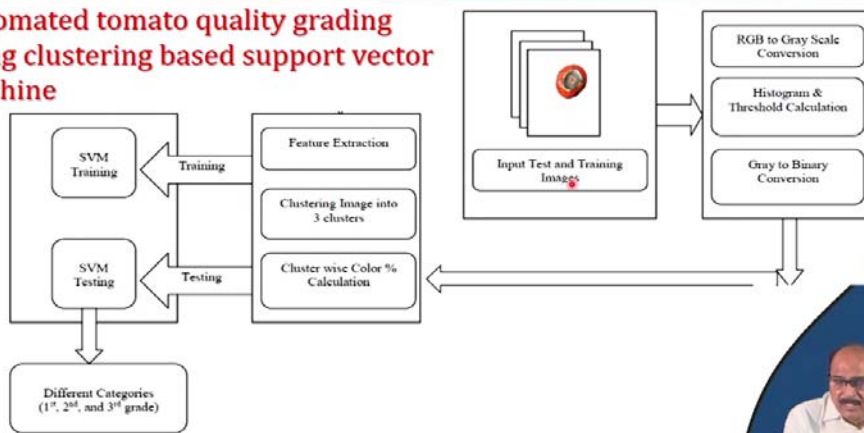 omated tomato quality grading
g clustering based support vector
hine
Input Test and Training
Images
RGB to Gray Scale
Conversion
Histogram &
Threshold Calculation
Gray to Binary
Conversion
Feature Extraction
Clustering Image into
3 clusters
Cluster wise Color %
Calculation
Training
Testing
SVM
Training
SVM
Testing
Different Categories
(1st, 2nd, and 3rd grade)